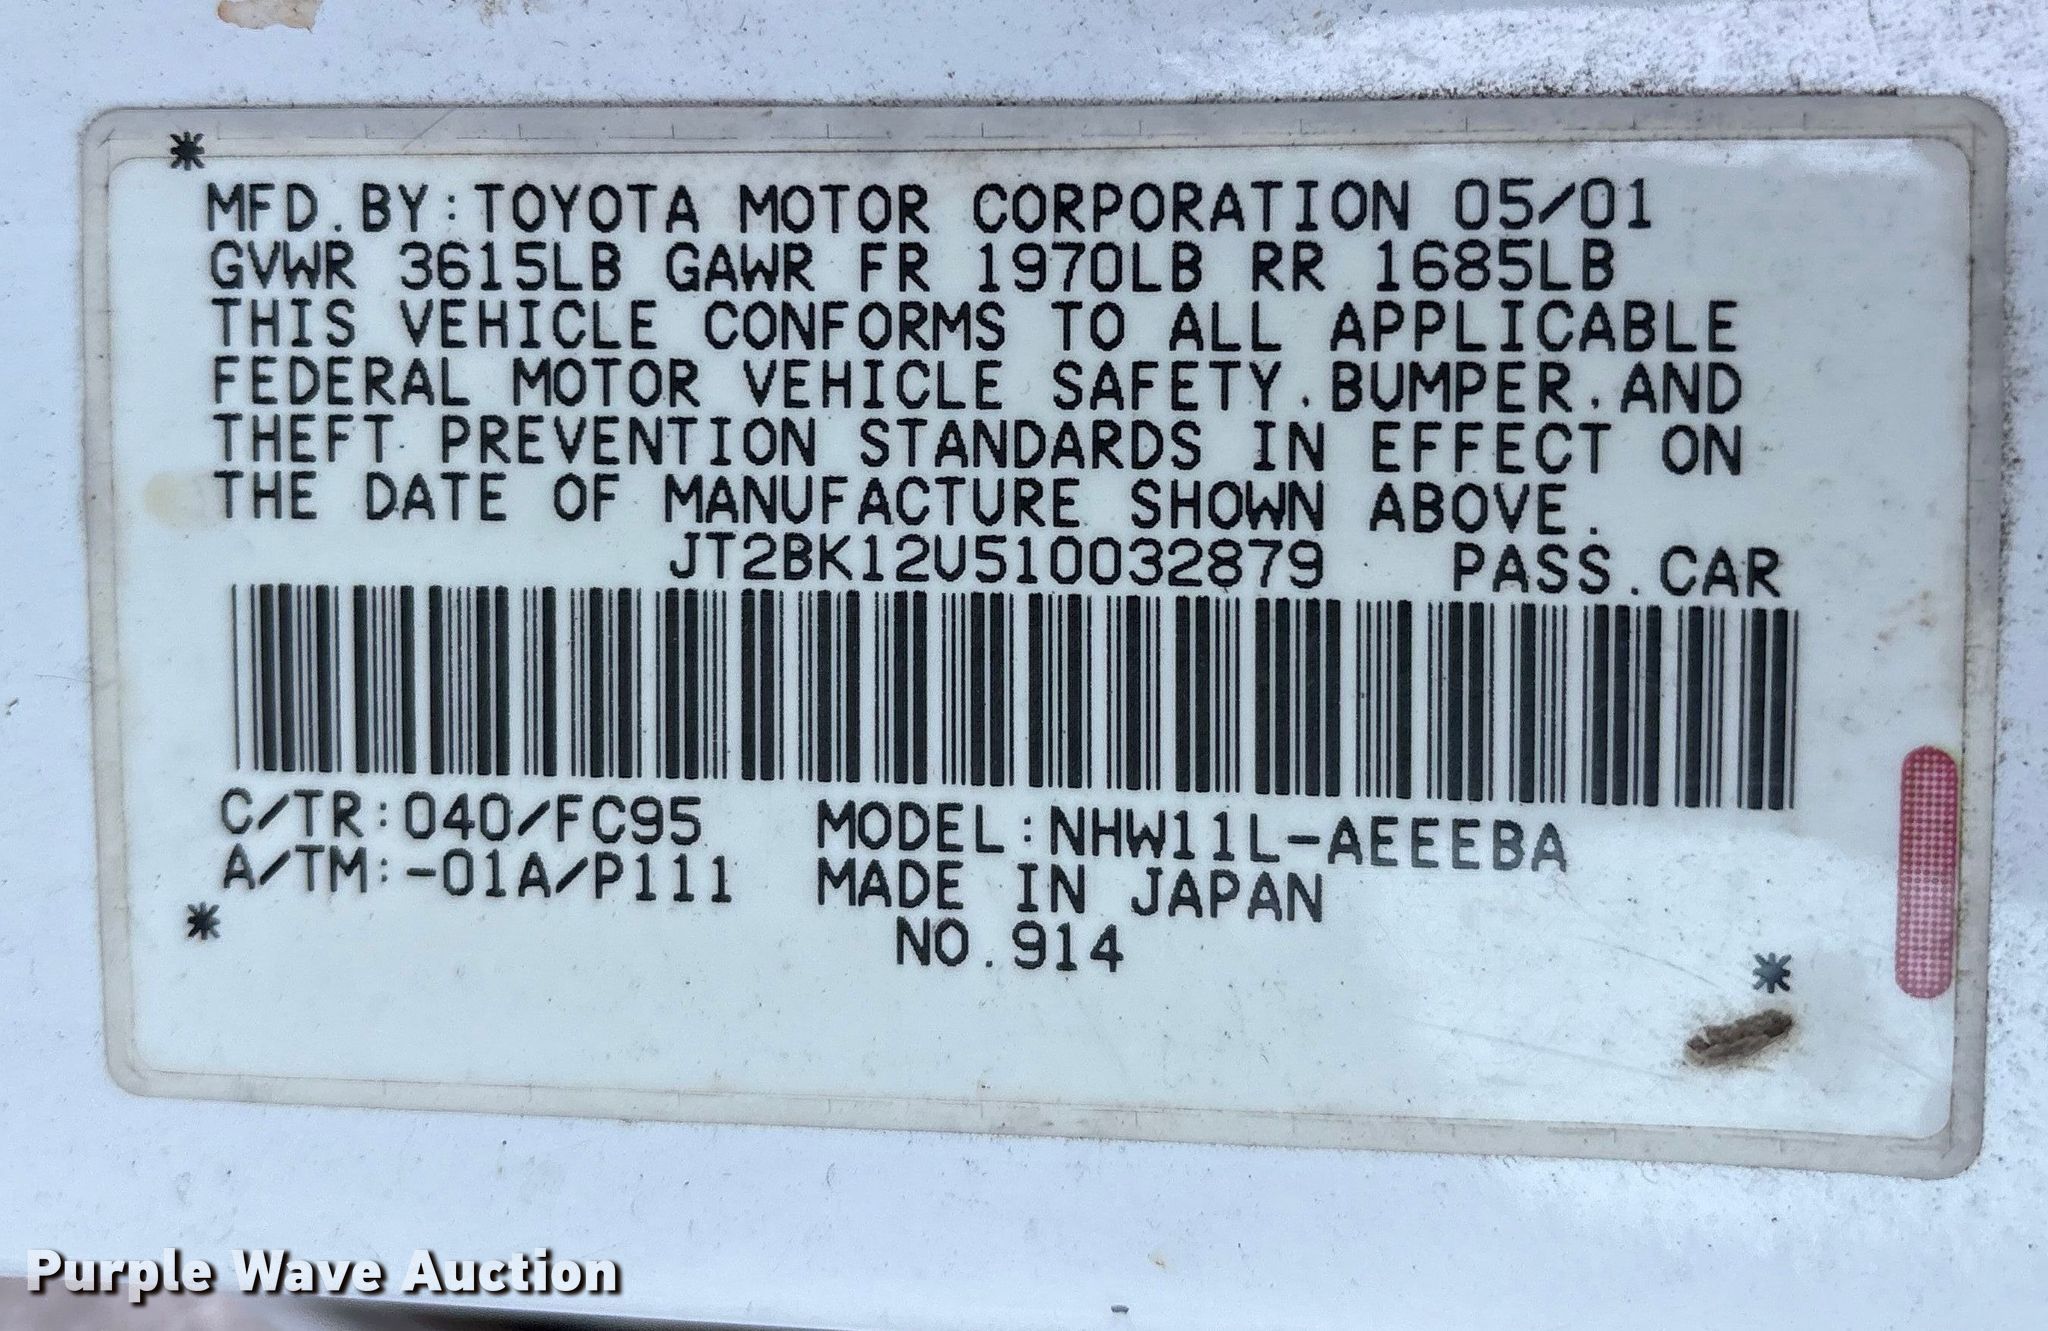 MFD.BY:TOYOTA MOTOR CORPORATION 05/01
GVWR 3615LB GAWR FR 1970LB RR 1685LB
THIS VEHICLE CONFORMS TO ALL APPLICABLE
FEDERAL MOTOR VEHICLE SAFETY.BUMPER.AND
THEFT PREVENTION STANDARDS IN EFFECT ON
THE DATE OF MANUFACTURE SHOWN ABOVE.
JT2BK12U510032879 PASS.CAR
C/TR:040/FC95 MODEL:NHW11L-AEEEBA
A/TM:-01A/P111 MADE IN JAPAN
NO.914
Purple Wave Auction